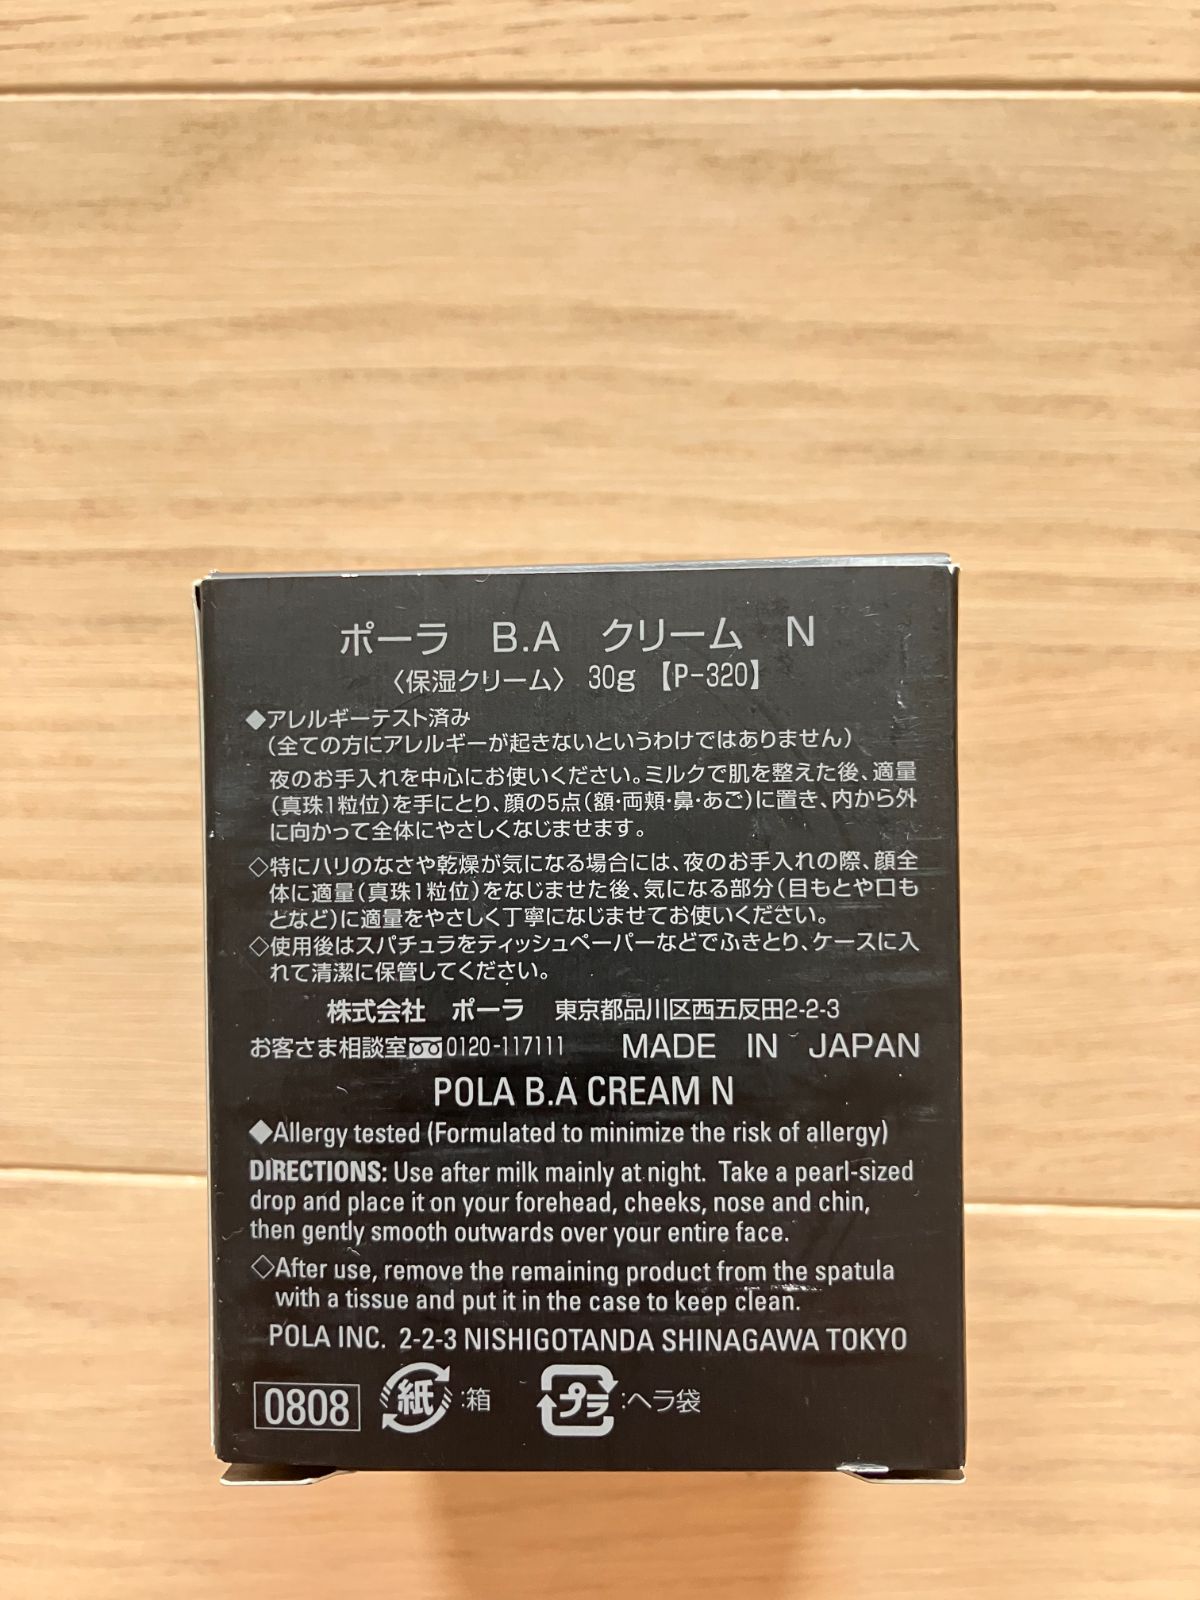 ポーラ B.A クリーム N
〈保湿クリーム〉 30g 【P-320】
◆アレルギーテスト済み
(全ての方にアレルギーが起きないというわけではありません)
夜のお手入れを中心にお使いください。ミルクで肌を整えた後、適量
(真珠1粒位)を手にとり、顔の5点(額・両頬・鼻・あご)に置き、内から外
に向かって全体にやさしくなじませます。
◇特にハリのなさや乾燥が気になる場合には、夜のお手入れの際、顔全
体に適量(真珠1粒位)をなじませた後、気になる部分(目もとや口も
となど)に適量をやさしく丁寧になじませてお使いください。
◇使用後はスパチュラをティッシュペーパーなどでふきとり、ケースに入
れて清潔に保管してください。
株式会社 ポーラ 東京都品川区西五反田2-2-3
お客さま相談室 0120-117111 MADE IN JAPAN
POLA B.A CREAM N
◆Allergy tested (Formulated to minimize the risk of allergy)
DIRECTIONS: Use after milk mainly at night. Take a pearl-sized
drop and place it on your forehead, cheeks, nose and chin,
then gently smooth outwards over your entire face.
◇After use, remove the remaining product from the spatula
with a tissue and put it in the case to keep clean.
POLA INC. 2-2-3 NISHIGOTANDA SHINAGAWA TOKYO
0808 紙 :箱 プラ :ヘラ袋